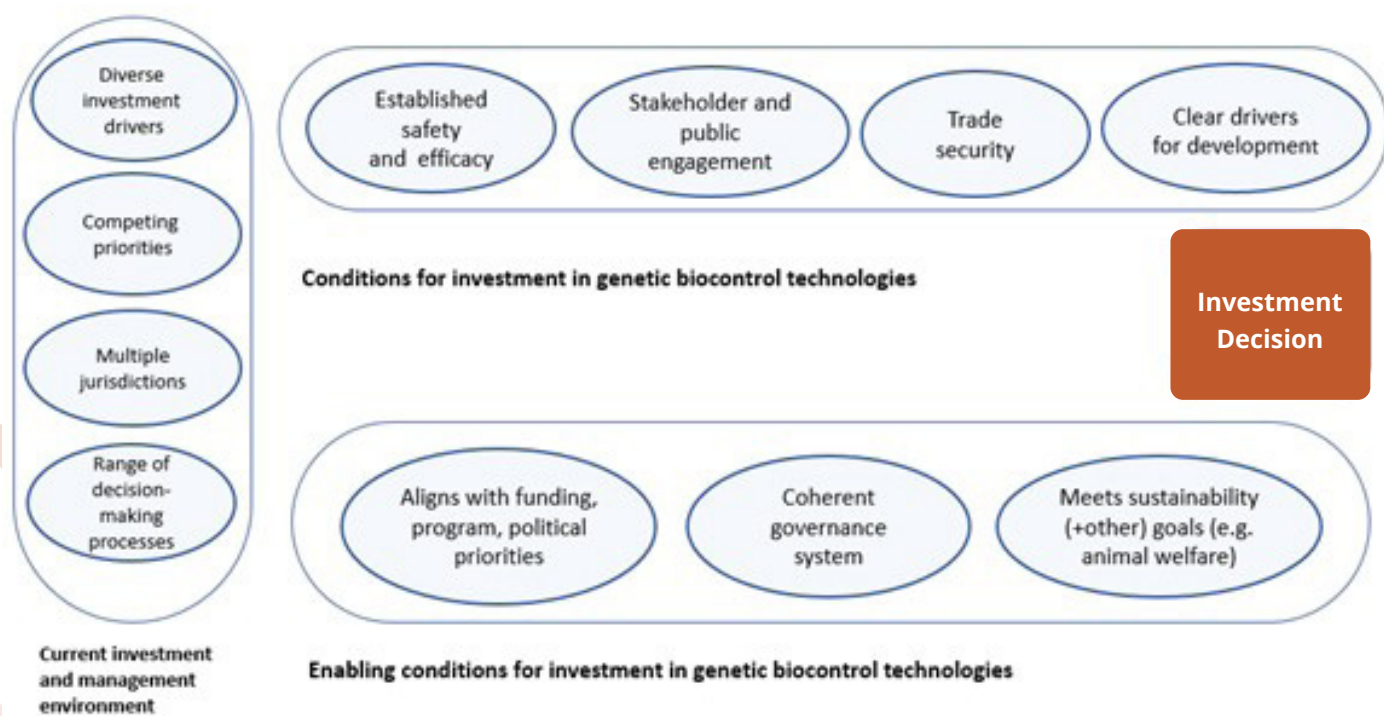 Diverse
investment
drivers
Competing
priorities
Multiple
jurisdictions
Range of
decision-
making
processes
Current investment
and management
environment
Established
safety
and efficacy
Stakeholder and
public
engagement
Trade
security
Clear drivers
for development
Conditions for investment in genetic biocontrol technologies
Investment
Decision
Aligns with funding,
program, political
priorities
Coherent
governance
system
Meets sustainability
(+other) goals (e.g.
animal welfare)
Enabling conditions for investment in genetic biocontrol technologies